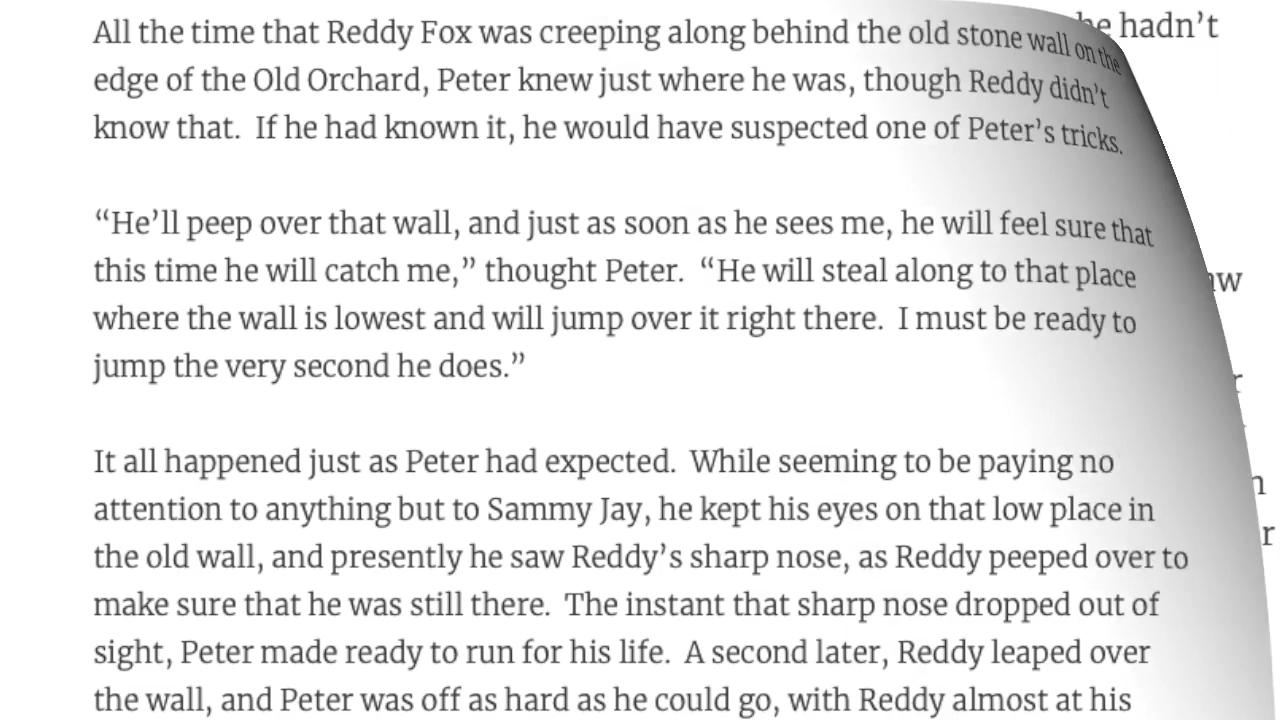 All the time that Reddy Fox was creeping along behind the old stone wall on the
edge of the Old Orchard, Peter knew just where he was, though Reddy didn’t
know that.  If he had known it, he would have suspected one of Peter’s tricks.
“He’ll peep over that wall, and just as soon as he sees me, he will feel sure that
this time he will catch me,” thought Peter.  “He will steal along to that place
where the wall is lowest and will jump over it right there.  I must be ready to
jump the very second he does.”
It all happened just as Peter had expected.  While seeming to be paying no
attention to anything but to Sammy Jay, he kept his eyes on that low place in
the old wall, and presently he saw Reddy’s sharp nose, as Reddy peeped over to
make sure that he was still there.  The instant that sharp nose dropped out of
sight, Peter made ready to run for his life.  A second later, Reddy leaped over
the wall, and Peter was off as hard as he could go, with Reddy almost at his
hadn’t